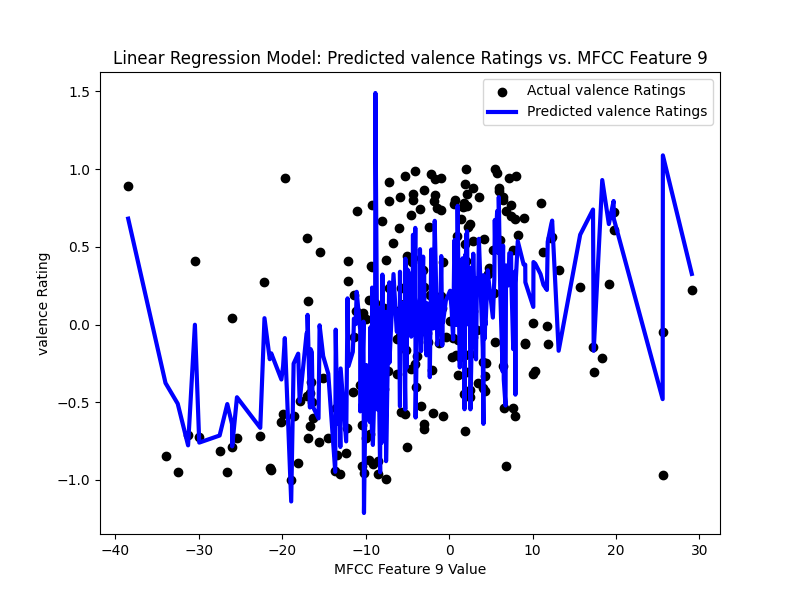 Linear Regression Model: Predicted valence Ratings vs. MFCC Feature 9
Actual valence Ratings
Predicted valence Ratings
valence Rating
1.5
1.0
0.5
0.0
−0.5
−1.0
−40
−30
−20
−10
0
10
20
30
MFCC Feature 9 Value